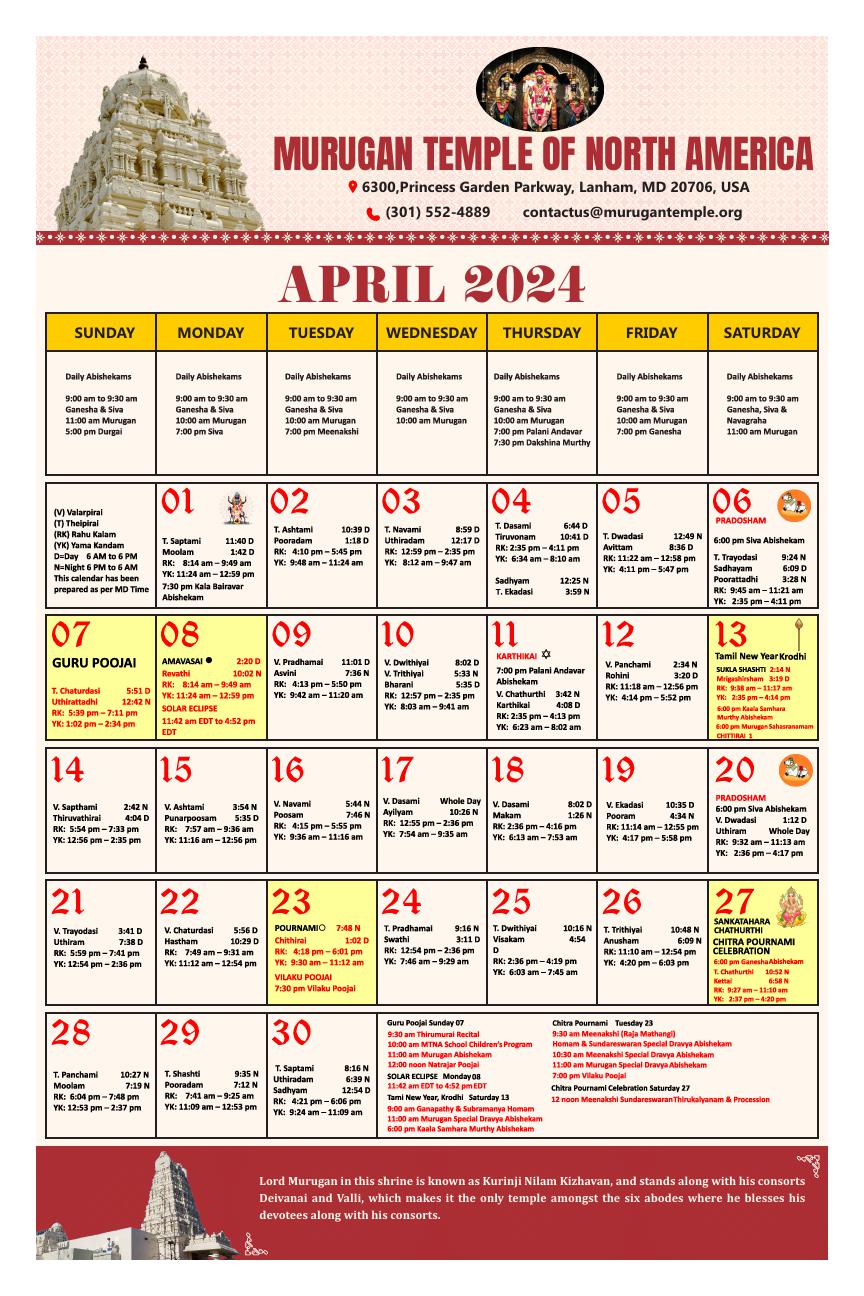 MURUGAN TEMPLE OF NORTH AMERICA
6300,Princess Garden Parkway, Lanham, MD 20706, USA
(301) 552-4889 contactus@murugantemple.org
APRIL 2024
SUNDAY MONDAY TUESDAY WEDNESDAY THURSDAY FRIDAY SATURDAY
Daily Abishekams
9:00 am to 9:30 am
Ganesha & Siva
11:00 am Murugan
5:00 pm Durgai
Daily Abishekams
9:00 am to 9:30 am
Ganesha & Siva
10:00 am Murugan
7:00 pm Siva
Daily Abishekams
9:00 am to 9:30 am
Ganesha & Siva
10:00 am Murugan
7:00 pm Meenakshi
Daily Abishekams
9:00 am to 9:30 am
Ganesha & Siva
10:00 am Murugan
Daily Abishekams
9:00 am to 9:30 am
Ganesha & Siva
10:00 am Murugan
7:00 pm Palani Andavar
7:30 pm Dakshina Murthy
Daily Abishekams
9:00 am to 9:30 am
Ganesha & Siva
10:00 am Murugan
7:00 pm Ganesha
Daily Abishekams
9:00 am to 9:30 am
Ganesha, Siva, &
Navagraha
11:00 am Murugan
(V) Valarpirai
(T) Theipirai
(RK) Rahu Kalam
(YK) Yama Kandam
D=Day 6 AM to 6 PM
N=Night 6 PM to 6 AM
This calendar has been
prepared as per MD Time
01
T. Saptami 11:40 D
Moolam 1:42 D
RK: 8:14 am – 9:49 am
YK: 11:24 am – 12:59 pm
7:30 pm Kala Bairavar
Abishekam
02
T. Ashtami 10:39 D
Pooradam 1:18 D
RK: 4:10 pm – 5:45 pm
YK: 9:48 am – 11:24 am
03
T. Navami 8:59 D
Uthiradam 12:17 D
RK: 12:59 pm – 2:35 pm
YK: 8:12 am – 9:47 am
04
T. Dasami 6:44 D
Tiruvonam 10:41 D
RK: 2:35 pm – 4:11 pm
YK: 6:34 am – 8:10 am
Sadhyam 12:25 N
T. Ekadasi 3:59 N
05
T. Dwadasi 12:49 N
Avittam 8:36 D
RK: 11:22 am – 12:58 pm
YK: 4:11 pm – 5:47 pm
06
PRADOSHAM
6:00 pm Siva Abishekam
T. Trayodasi 9:24 N
Sadhayam 6:09 D
Poorattadhi 3:28 N
RK: 9:45 am – 11:21 am
YK: 2:35 pm – 4:11 pm
07
GURU POOJAI
T. Chaturdasi 5:51 D
Uthirattadhi 12:42 N
RK: 5:39 pm – 7:11 pm
YK: 1:02 pm – 2:34 pm
08
AMAVASAI 2:20 D
Revathi 10:02 N
RK: 8:14 am – 9:49 am
YK: 11:24 am – 12:59 pm
SOLAR ECLIPSE
11:42 am EDT to 4:52 pm
EDT
09
V. Pradhamai 11:01 D
Asvini 7:36 N
RK: 4:13 pm – 5:50 pm
YK: 9:42 am – 11:20 am
10
V. Dwithiyai 8:02 D
V. Trithiyai 5:33 N
Bharani 5:35 D
RK: 12:57 pm – 2:35 pm
YK: 8:03 am – 9:41 am
11
KARTHIKAI
7:00 pm Palani Andavar
Abishekam
V. Chathurthi 3:42 N
Karthikai 4:08 D
RK: 2:35 pm – 4:13 pm
YK: 6:23 am – 8:02 am
12
V. Panchami 2:34 N
Rohini 3:20 D
RK: 11:18 am – 12:56 pm
YK: 4:14 pm – 5:52 pm
13
Tamil New Year Krodhi
SUKLA SHASHTI 2:14 N
Mrigashirsham 3:19 D
RK: 9:38 am – 11:17 am
YK: 2:35 pm – 4:14 pm
6:00 pm Kaala Samhara
Murthy Abishekam
6:00 pm Murugan Sahasranamam
CHITTIRAI 1
14
V. Sapthami 2:42 N
Thiruvathirai 4:04 D
RK: 5:54 pm – 7:33 pm
YK: 12:56 pm – 2:35 pm
15
V. Ashtami 3:54 N
Punarpoosam 5:35 D
RK: 7:57 am – 9:36 am
YK: 11:16 am – 12:56 pm
16
V. Navami 5:44 N
Poosam 7:46 N
RK: 4:15 pm – 5:55 pm
YK: 9:36 am – 11:16 am
17
V. Dasami Whole Day
Ayilyam 10:26 N
RK: 12:55 pm – 2:36 pm
YK: 7:54 am – 9:35 am
18
V. Dasami 8:02 D
Makam 1:26 N
RK: 2:36 pm – 4:16 pm
YK: 6:13 am – 7:53 am
19
V. Ekadasi 10:35 D
Pooram 4:34 N
RK: 11:14 am – 12:55 pm
YK: 4:17 pm – 5:58 pm
20
PRADOSHAM
6:00 pm Siva Abishekam
V. Dwadasi 1:12 D
Uthiram Whole Day
RK: 9:32 am – 11:13 am
YK: 2:36 pm – 4:17 pm
21
V. Trayodasi 3:41 D
Uthiram 7:38 D
RK: 5:59 pm – 7:41 pm
YK: 12:54 pm – 2:36 pm
22
V. Chaturdasi 5:56 D
Hastham 10:29 D
RK: 7:49 am – 9:31 am
YK: 11:12 am – 12:54 pm
23
POURNAMI 7:48 N
Chithirai 1:02 D
RK: 4:18 pm – 6:01 pm
YK: 9:30 am – 11:12 am
VILAKU POOJAI
7:30 pm Vilaku Poojai
24
T. Pradhamai 9:16 N
Swathi 3:11 D
RK: 12:54 pm – 2:36 pm
YK: 7:46 am – 9:29 am
25
T. Dwithiyai 10:16 N
Visakam 4:54
D
RK: 2:36 pm – 4:19 pm
YK: 6:03 am – 7:45 am
26
T. Trithiyai 10:48 N
Anusham 6:09 N
RK: 11:10 am – 12:54 pm
YK: 4:20 pm – 6:03 pm
27
SANKATAHARA
CHATHURTHI
CHITRA POURNAMI
CELEBRATION
6:00 pm Ganesha Abishekam
T. Chathurthi 10:52 N
Kettai 6:58 N
RK: 9:27 am – 11:10 am
YK: 2:37 pm – 4:20 pm
28
T. Panchami 10:27 N
Moolam 7:19 N
RK: 6:04 pm – 7:48 pm
YK: 12:53 pm – 2:37 pm
29
T. Shashti 9:35 N
Pooradam 7:12 N
RK: 7:41 am – 9:25 am
YK: 11:09 am – 12:53 pm
30
T. Saptami 8:16 N
Uthiradam 6:39 N
Sadhyam 12:54 D
RK: 4:21 pm – 6:06 pm
YK: 9:24 am – 11:09 am
Guru Poojai Sunday 07
9:30 am Thirumurai Recital
10:00 am MTNA School Children's Program
11:00 am Murugan Abishekam
12:00 noon Natrajar Poojai
SOLAR ECLIPSE Monday 08
11:42 am EDT to 4:52 pm EDT
Tamil New Year, Krodhi Saturday 13
9:00 am Ganapathy & Subramanya Homam
11:00 am Murugan Special Dravya Abishekam
6:00 pm Kaala Samhara Murthy Abishekam
Chitra Pournami Tuesday 23
9:30 am Meenakshi (Raja Mathangi)
Homam & Sundareswaran Special Dravya Abishekam
10:30 am Meenakshi Special Dravya Abishekam
11:00 am Murugan Special Dravya Abishekam
7:00 pm Vilaku Poojai
Chitra Pournami Celebration Saturday 27
12 noon Meenakshi Sundareswaran Thirukalyanam & Procession
Lord Murugan in this shrine is known as Kurinji Nilam Kizhavan, and stands along with his consorts
Deivanai and Valli, which makes it the only temple amongst the six abodes where he blesses his
devotees along with his consorts.